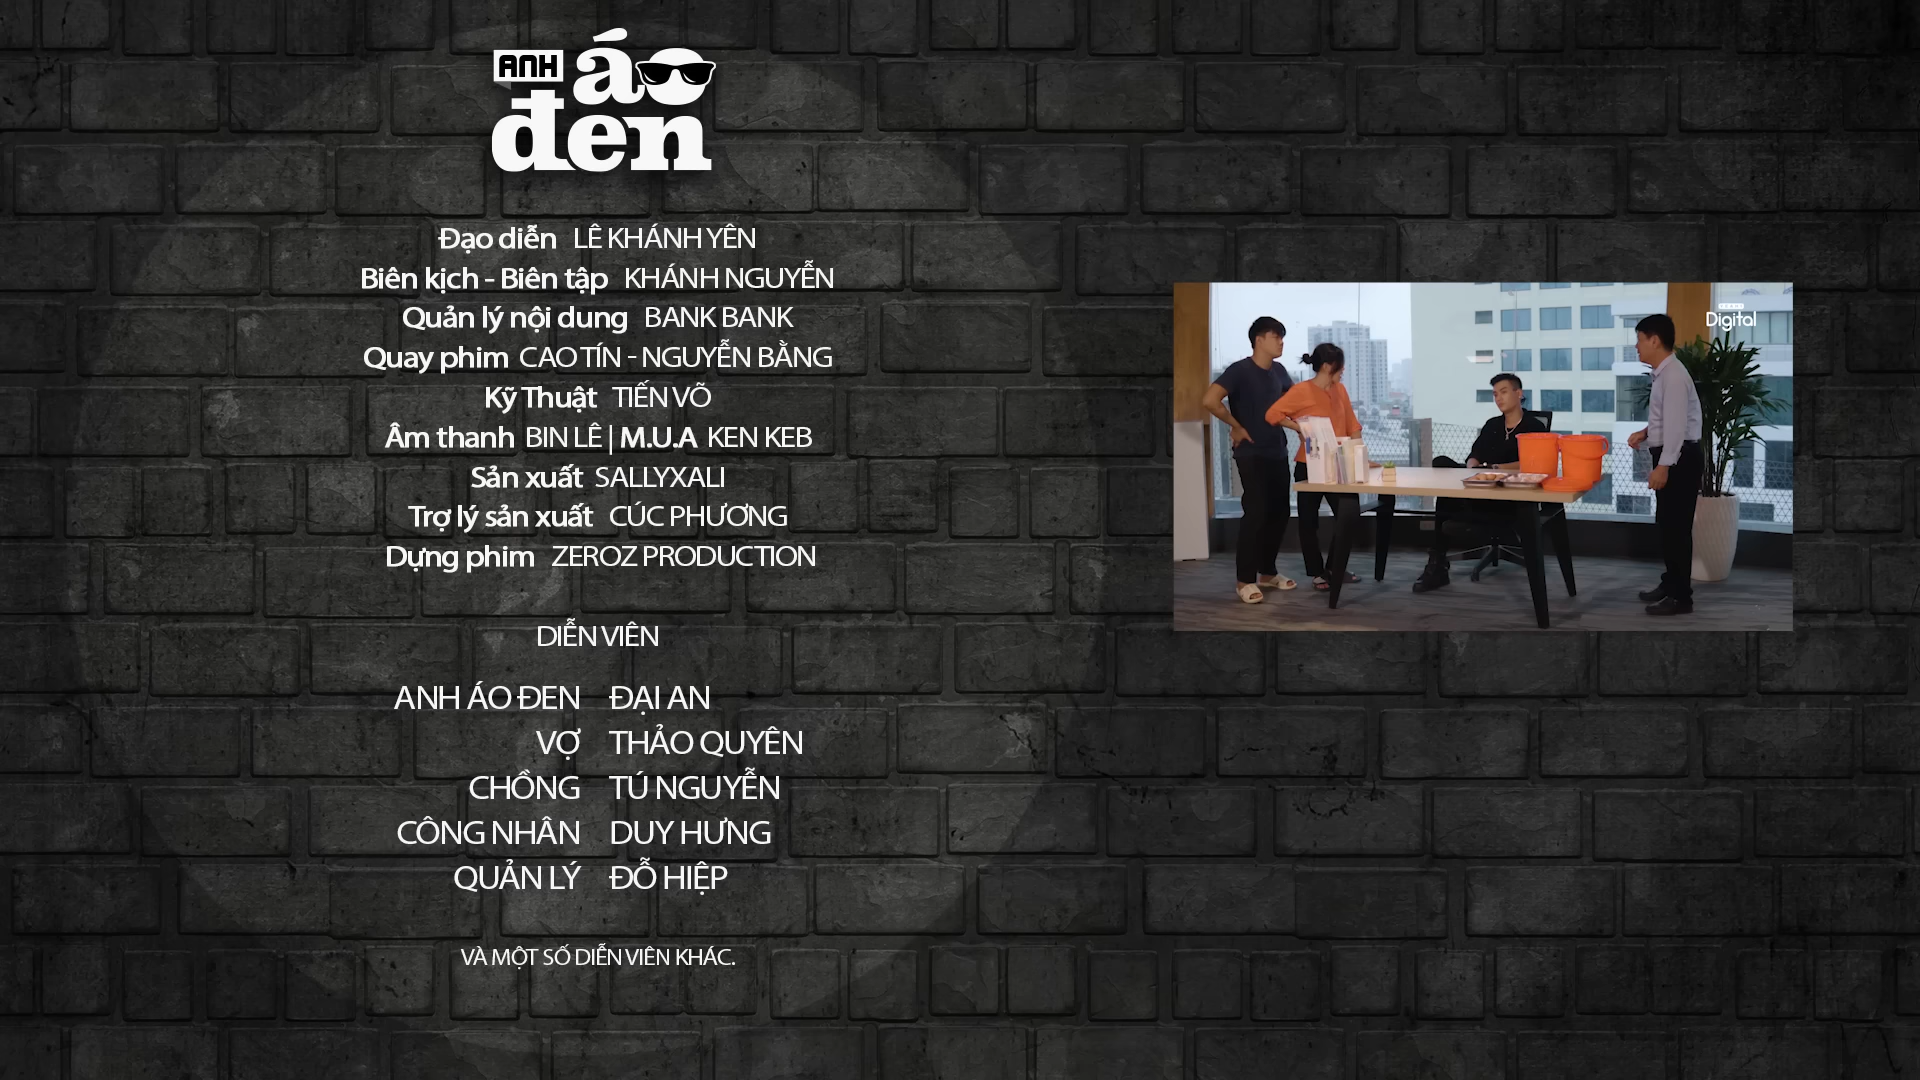 ANH áo
đen
Đạo diễn LÊ KHÁNH YÊN
Biên kịch - Biên tập KHÁNH NGUYỄN
Quản lý nội dung BANK BANK
Quay phim CAO TÍN - NGUYỄN BẰNG
Kỹ Thuật TIẾN VÕ
Âm thanh BIN LÊ | M.U.A KEN KEB
Sản xuất SALLYXALI
Trợ lý sản xuất CÚC PHƯƠNG
Dựng phim ZEROZ PRODUCTION
DIỄN VIÊN
ANH ÁO ĐEN ĐẠI AN
VỢ THẢO QUYÊN
CHỒNG TÚ NGUYỄN
CÔNG NHÂN DUY HƯNG
QUẢN LÝ ĐỖ HIỆP
VÀ MỘT SỐ DIỄN VIÊN KHÁC.
Digital